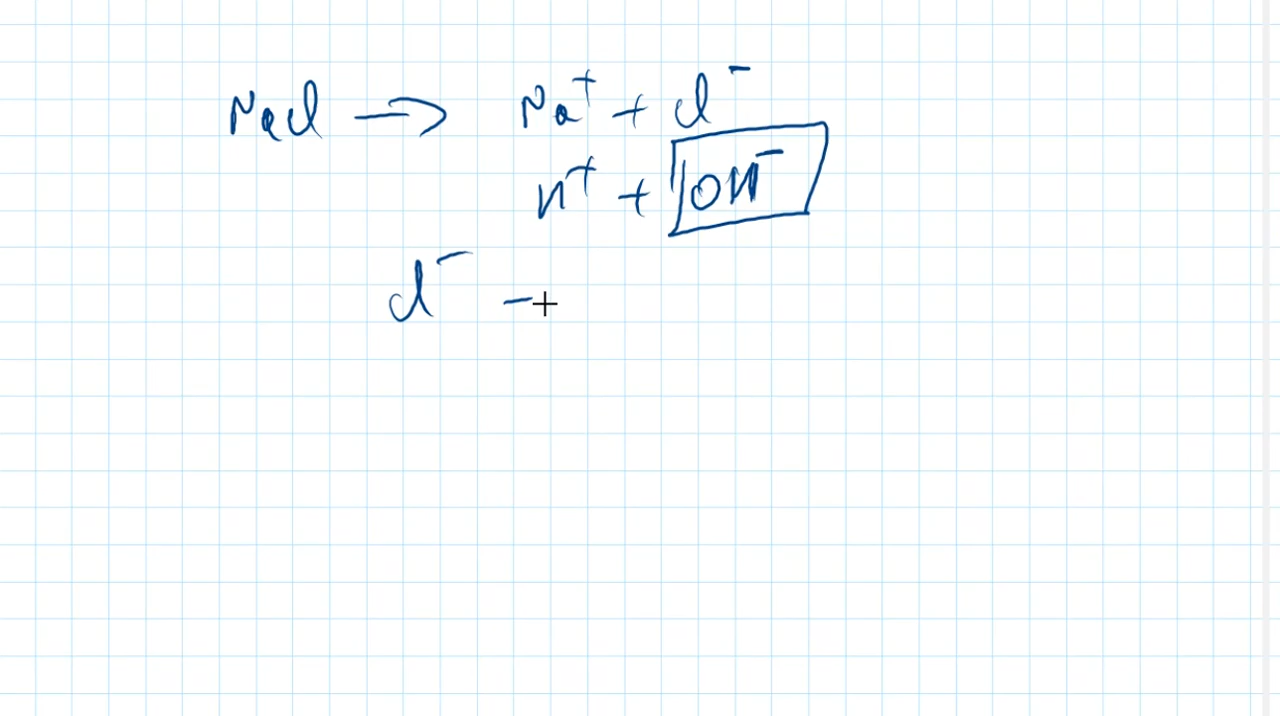 NaCl → Na⁺ + Cl⁻
H⁺ + OH⁻
Cl⁻ -